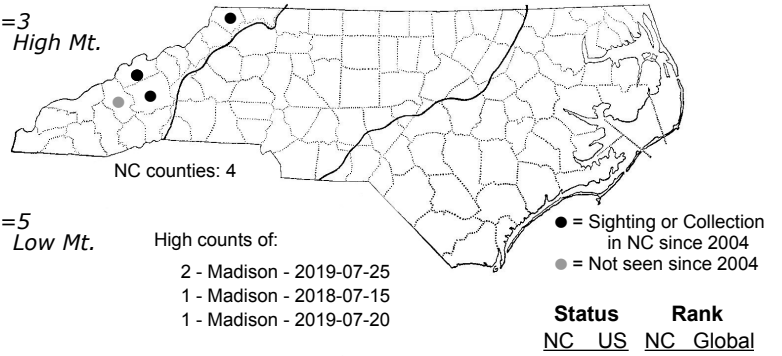 =3
High Mt.
NC counties: 4
=5
Low Mt.
High counts of:
2 - Madison - 2019-07-25
1 - Madison - 2018-07-15
1 - Madison - 2019-07-20
● = Sighting or Collection
in NC since 2004
● = Not seen since 2004
Status Rank
NC US NC Global